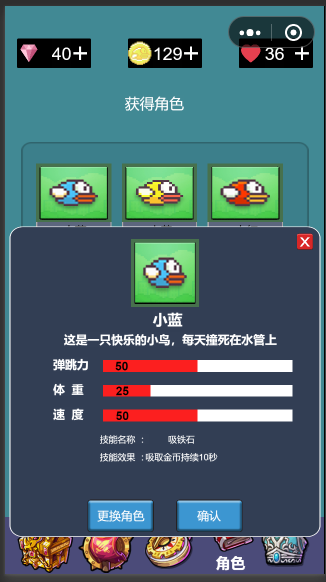 40+
129+
36 +
获得角色
X
小蓝
这是一只快乐的小鸟，每天撞死在水管上
弹跳力 50
体 重 25
速 度 50
技能名称 ： 吸铁石
技能效果 ：吸取金币持续10秒
更换角色 确认
角色